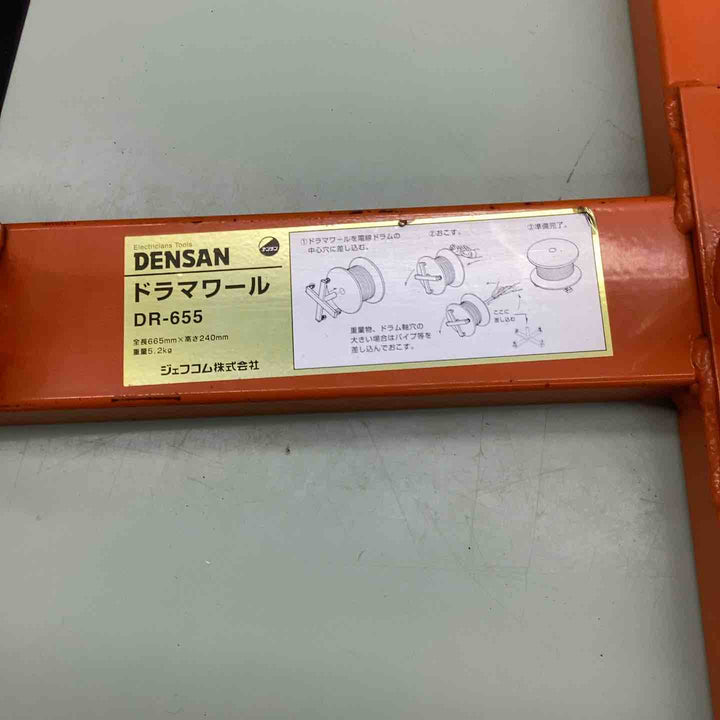 Electricians Tools
DENSAN
デンサン
ドラマワール
DR-655
全長665mm×高さ240mm
重量5.2kg
ジェフコム株式会社
①ドラマワールを電線ドラムの
中心穴に差し込む。
②おこす。
③準備完了。
重量物、ドラム軸穴の
大きい場合はパイプ等を
差し込んでおこす。
ここに
差し込む